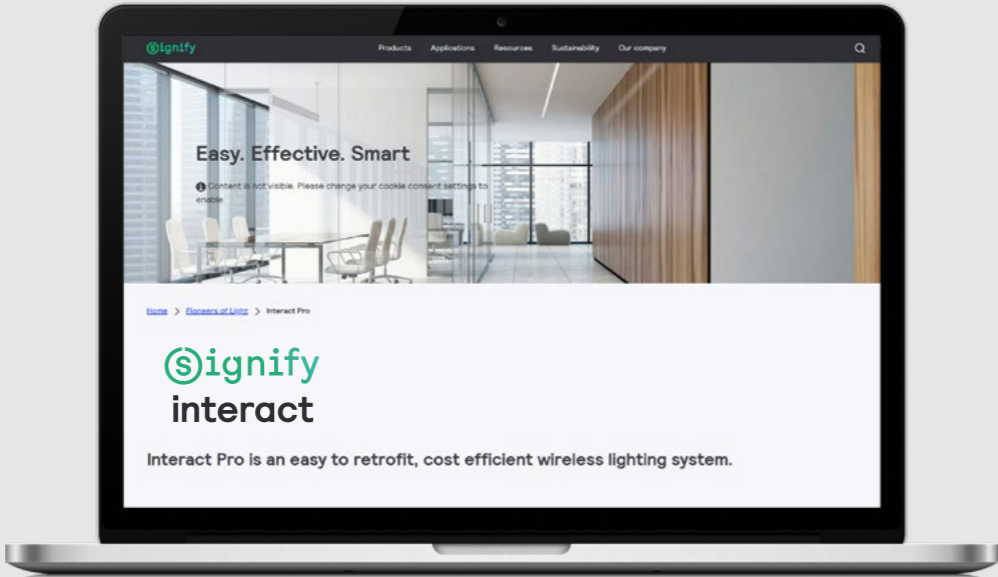 signify
Products Applications Resources Sustainability Our company
Easy. Effective. Smart
Content is not visible. Please change your cookie consent settings to
enable
Home > Pioneers of Light > Interact Pro
signify
interact
Interact Pro is an easy to retrofit, cost efficient wireless lighting system.